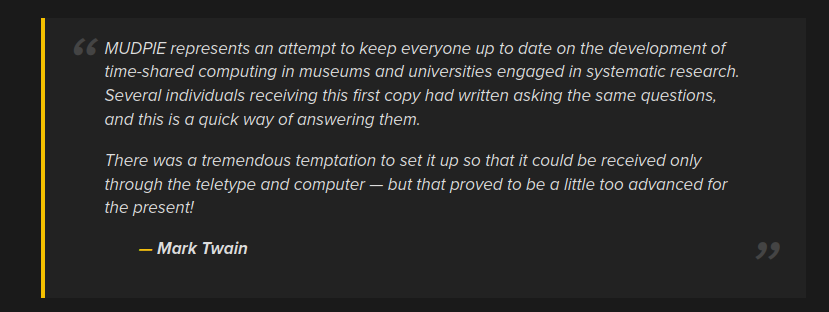 “
MUDPIE represents an attempt to keep everyone up to date on the development of
time-shared computing in museums and universities engaged in systematic research.
Several individuals receiving this first copy had written asking the same questions,
and this is a quick way of answering them.
There was a tremendous temptation to set it up so that it could be received only
through the teletype and computer — but that proved to be a little too advanced for
the present!
— Mark Twain
”